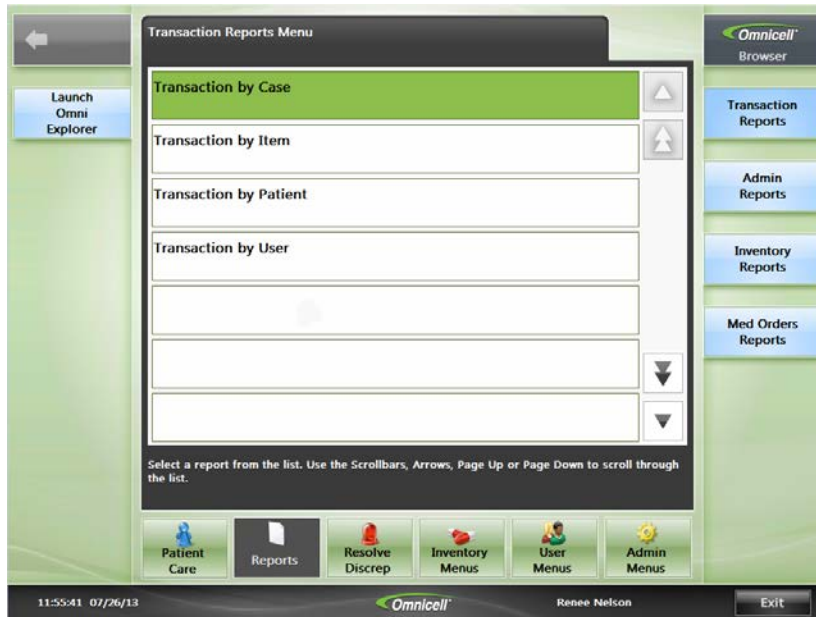 Transaction Reports Menu
Omnicell
Browser
Launch
Omni
Explorer
Transaction by Case
Transaction by Item
Transaction by Patient
Transaction by User
Transaction
Reports
Admin
Reports
Inventory
Reports
Med Orders
Reports
Select a report from the list. Use the Scrollbars, Arrows, Page Up or Page Down to scroll through
the list.
Patient
Care
Reports
Resolve
Discrep
Inventory
Menus
User
Menus
Admin
Menus
11:55:41 07/26/13
Omnicell
Renee Nelson
Exit